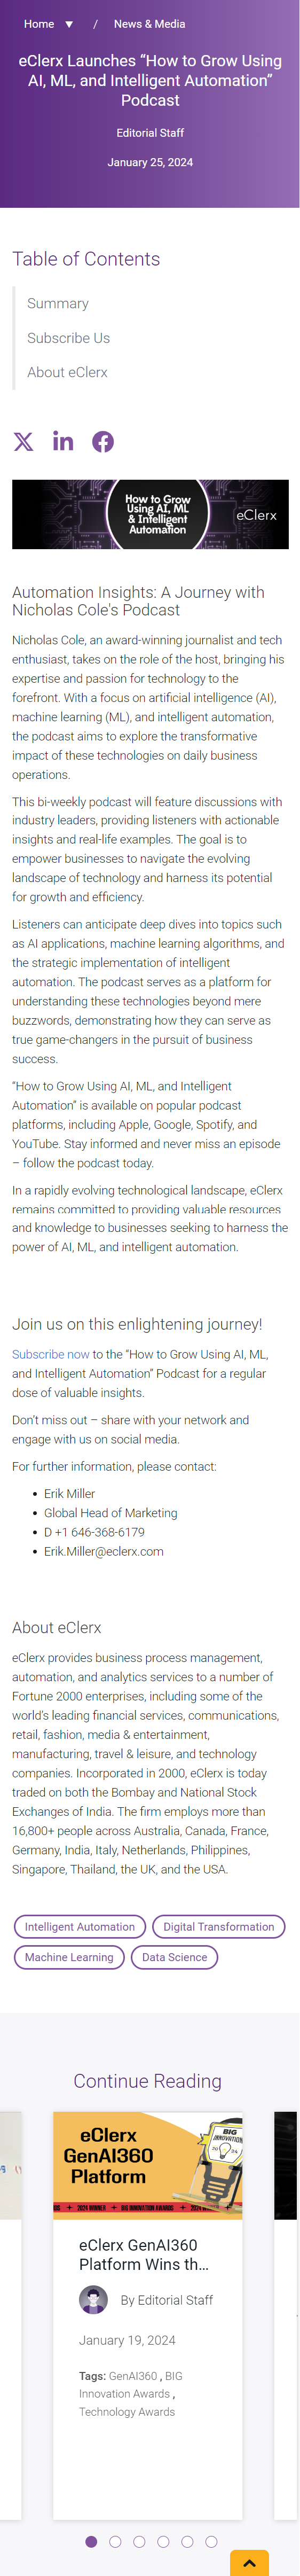 Home ▼ / News & Media
eClerx Launches “How to Grow Using
AI, ML, and Intelligent Automation”
Podcast
Editorial Staff
January 25, 2024
Table of Contents
Summary
Subscribe Us
About eClerx
How to Grow
Using AI, ML
& Intelligent
Automation
eClerx
Automation Insights: A Journey with
Nicholas Cole's Podcast
Nicholas Cole, an award-winning journalist and tech
enthusiast, takes on the role of the host, bringing his
expertise and passion for technology to the
forefront. With a focus on artificial intelligence (AI),
machine learning (ML), and intelligent automation,
the podcast aims to explore the transformative
impact of these technologies on daily business
operations.
This bi-weekly podcast will feature discussions with
industry leaders, providing listeners with actionable
insights and real-life examples. The goal is to
empower businesses to navigate the evolving
landscape of technology and harness its potential
for growth and efficiency.
Listeners can anticipate deep dives into topics such
as AI applications, machine learning algorithms, and
the strategic implementation of intelligent
automation. The podcast serves as a platform for
understanding these technologies beyond mere
buzzwords, demonstrating how they can serve as
true game-changers in the pursuit of business
success.
“How to Grow Using AI, ML, and Intelligent
Automation” is available on popular podcast
platforms, including Apple, Google, Spotify, and
YouTube. Stay informed and never miss an episode
– follow the podcast today.
In a rapidly evolving technological landscape, eClerx
remains committed to providing valuable resources
and knowledge to businesses seeking to harness the
power of AI, ML, and intelligent automation.
Join us on this enlightening journey!
Subscribe now to the “How to Grow Using AI, ML,
and Intelligent Automation” Podcast for a regular
dose of valuable insights.
Don’t miss out – share with your network and
engage with us on social media.
For further information, please contact:
• Erik Miller
• Global Head of Marketing
• D +1 646-368-6179
• Erik.Miller@eclerx.com
About eClerx
eClerx provides business process management,
automation, and analytics services to a number of
Fortune 2000 enterprises, including some of the
world’s leading financial services, communications,
retail, fashion, media & entertainment,
manufacturing, travel & leisure, and technology
companies. Incorporated in 2000, eClerx is today
traded on both the Bombay and National Stock
Exchanges of India. The firm employs more than
16,800+ people across Australia, Canada, France,
Germany, India, Italy, Netherlands, Philippines,
Singapore, Thailand, the UK, and the USA.
Intelligent Automation Digital Transformation
Machine Learning Data Science
Continue Reading
eClerx
GenAI360
Platform
BIG
INNOVATION
2024
2024 WINNER + BIG INNOVATION AWARDS + 2024
eClerx GenAI360
Platform Wins th...
By Editorial Staff
January 19, 2024
Tags: GenAI360 , BIG
Innovation Awards ,
Technology Awards